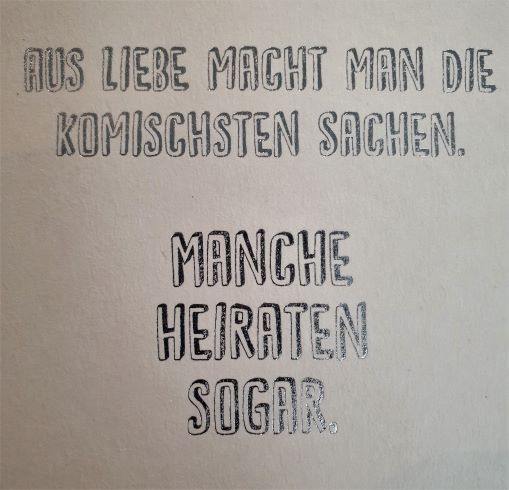 AUS LIEBE MACHT MAN DIE
KOMISCHSTEN SACHEN.
MANCHE
HEIRATEN
SOGAR.